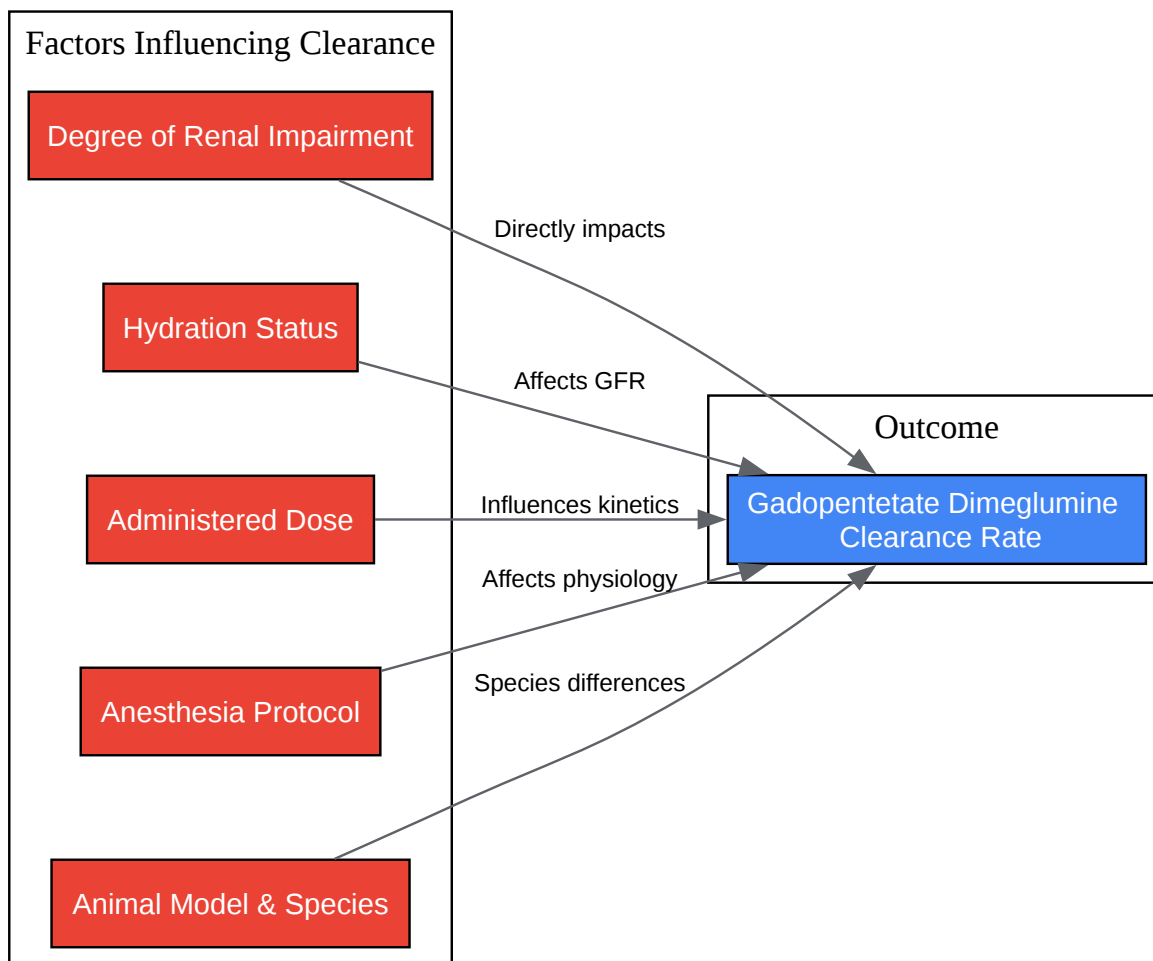 Factors Influencing Clearance
Degree of Renal Impairment
Directly impacts
Hydration Status
Affects GFR
Outcome
Administered Dose
Influences kinetics
Gadopentetate Dimeglumine
Clearance Rate
Affects physiology
Anesthesia Protocol
Species differences
Animal Model & Species